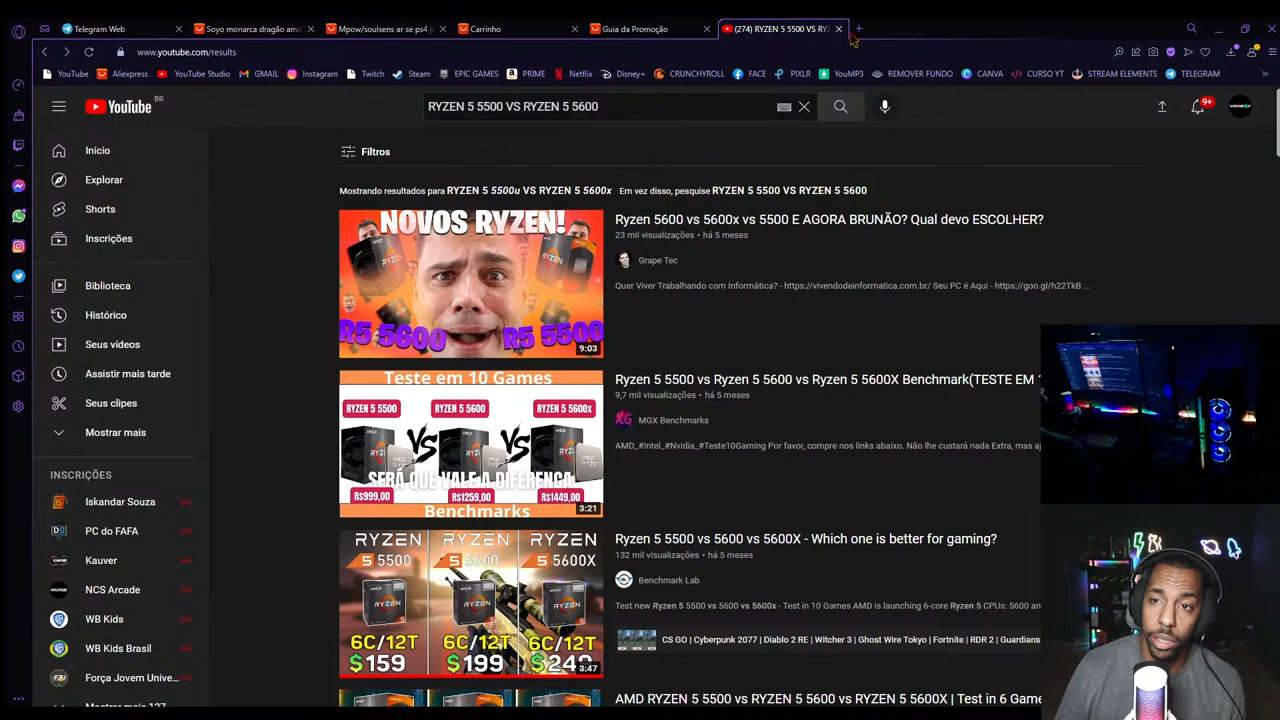 Telegram Web
Soyo monarca dragão amd
Mpow/soulsens ar se ps4 j
Carrinho
Guia da Promoção
(274) RYZEN 5 5500 VS RY
www.youtube.com/results
YouTube
Aliexpress
YouTube Studio
GMAIL
Instagram
Twitch
Steam
EPIC GAMES
PRIME
Netflix
Disney+
CRUNCHYROLL
FACE
PIXLR
YouMP3
REMOVER FUNDO
CANVA
CURSO YT
STREAM ELEMENTS
TELEGRAM
YouTube BR
RYZEN 5 5500 VS RYZEN 5 5600
9+
Início
Explorar
Shorts
Inscrições
Biblioteca
Histórico
Seus vídeos
Assistir mais tarde
Seus clipes
Mostrar mais
INSCRIÇÕES
Iskandar Souza
PC do FAFA
Kauver
NCS Arcade
WB Kids
WB Kids Brasil
Força Jovem Unive...
Mostrar mais 127
Filtros
Mostrando resultados para RYZEN 5 5500u VS RYZEN 5 5600x Em vez disso, pesquise RYZEN 5 5500 VS RYZEN 5 5600
NOVOS RYZEN!
RYZEN
RYZEN
R5 5600
R5 5500
9:03
Ryzen 5600 vs 5600x vs 5500 E AGORA BRUNÃO? Qual devo ESCOLHER?
23 mil visualizações • há 5 meses
Grape Tec
Quer Viver Trabalhando com Informática? - https://vivendodeinformatica.com.br/ Seu PC é Aqui - https://goo.gl/h22TkB ...
Teste em 10 Games
RYZEN 5 5500
RYZEN 5 5600
RYZEN 5 5600x
VS
VS
SERÁ QUE VALE A DIFERENÇA
R$999,00
R$1259,00
R$1449,00
Benchmarks
3:21
Ryzen 5 5500 vs Ryzen 5 5600 vs Ryzen 5 5600X Benchmark(TESTE EM 1
9,7 mil visualizações • há 5 meses
MGX Benchmarks
AMD_#Intel_#Nvidia_#Teste10Gaming Por favor, compre nos links abaixo. Não lhe custará nada Extra, mas aj
RYZEN
RYZEN
RYZEN
5 5500
5 5600
5 5600X
6C/12T
6C/12T
6C/12T
$159
$199
$249
3:47
Ryzen 5 5500 vs 5600 vs 5600X - Which one is better for gaming?
132 mil visualizações • há 5 meses
Benchmark Lab
Test new Ryzen 5 5500 vs 5600 vs 5600x - Test in 10 Games AMD is launching 6-core Ryzen 5 CPUs: 5600 and
CS GO | Cyberpunk 2077 | Diablo 2 RE | Witcher 3 | Ghost Wire Tokyo | Fortnite | RDR 2 | Guardians
AMD RYZEN 5 5500 vs RYZEN 5 5600 vs RYZEN 5 5600X | Test in 6 Game